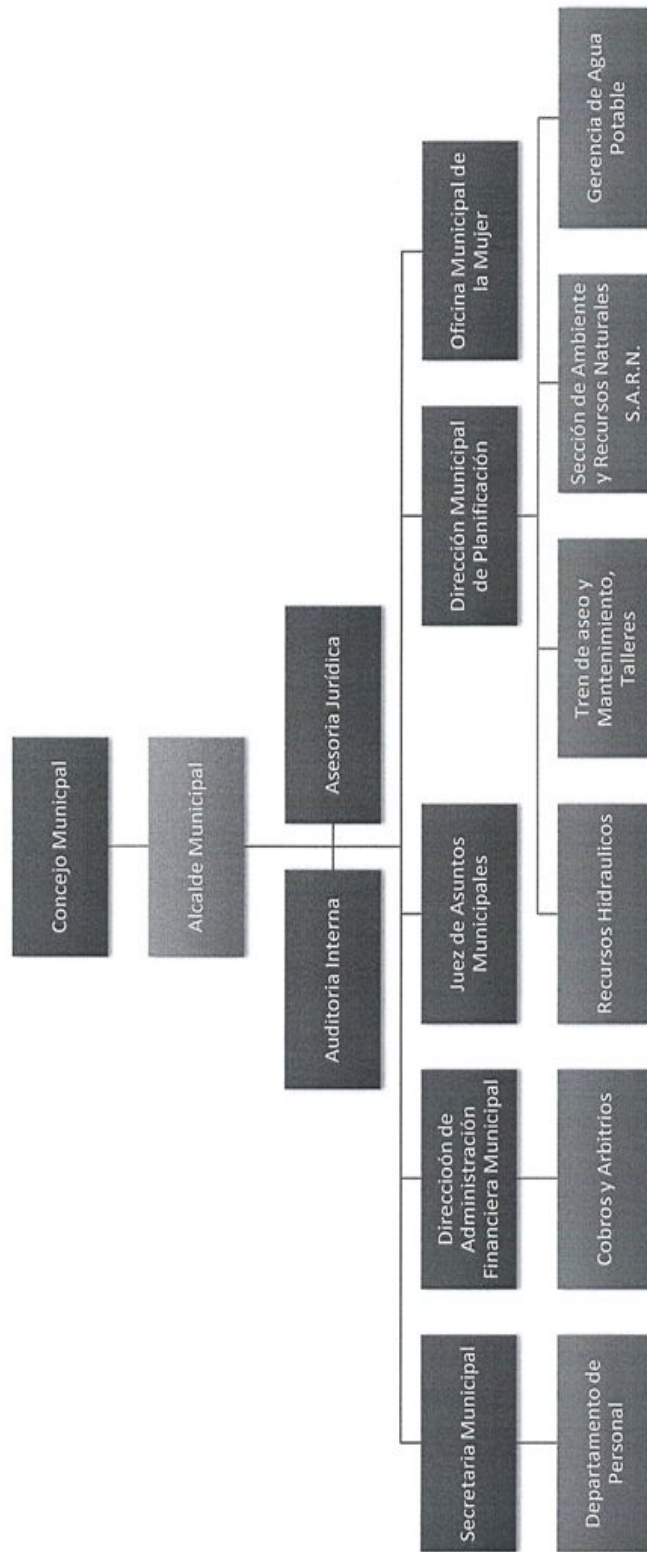 Concejo Municpal
Alcalde Municipal
Auditoria Interna
Asesoria Jurídica
Secretaria Municipal
Direccioón de
Administración
Financiera Municipal
Juez de Asuntos
Municipales
Dirección Municipal
de Planificación
Oficina Municipal de
la Mujer
Departamento de
Personal
Cobros y Arbitrios
Recursos Hidraulicos
Tren de aseo y
Mantenimiento,
Talleres
Sección de Ambiente
y Recursos Naturales
S.A.R.N.
Gerencia de Agua
Potable